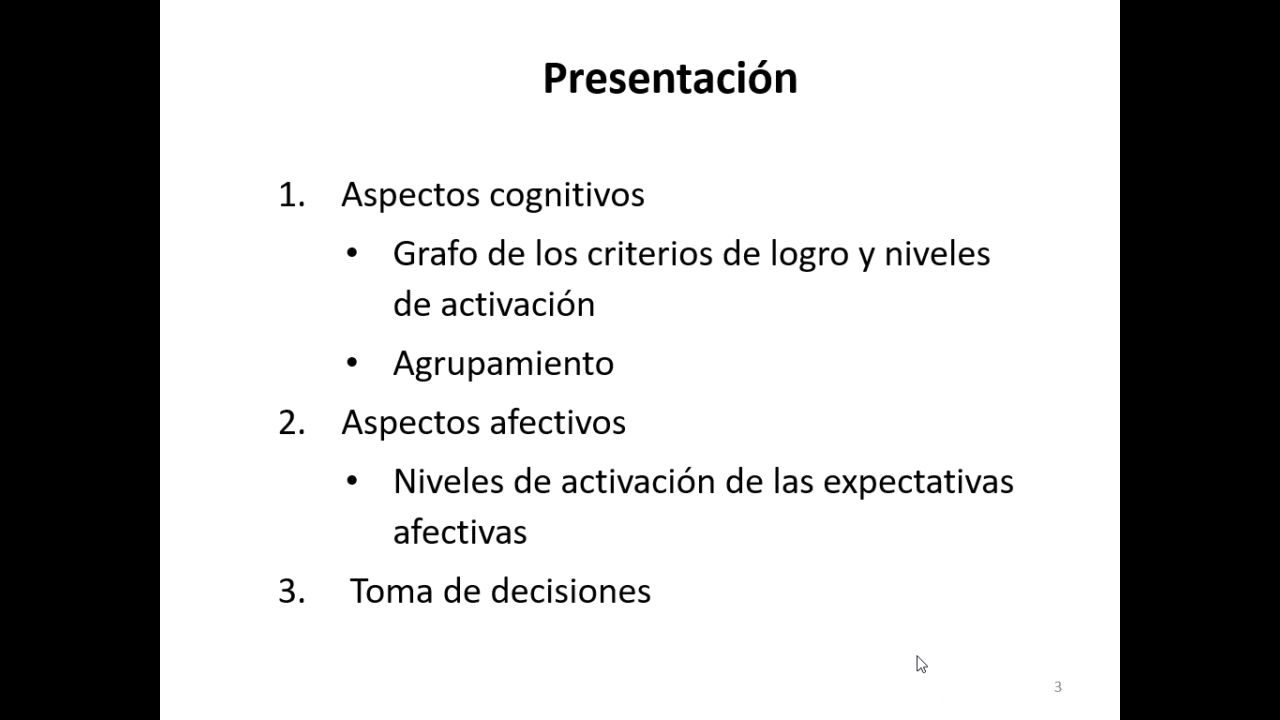 Presentación
1. Aspectos cognitivos
• Grafo de los criterios de logro y niveles
de activación
• Agrupamiento
2. Aspectos afectivos
• Niveles de activación de las expectativas
afectivas
3. Toma de decisiones
3